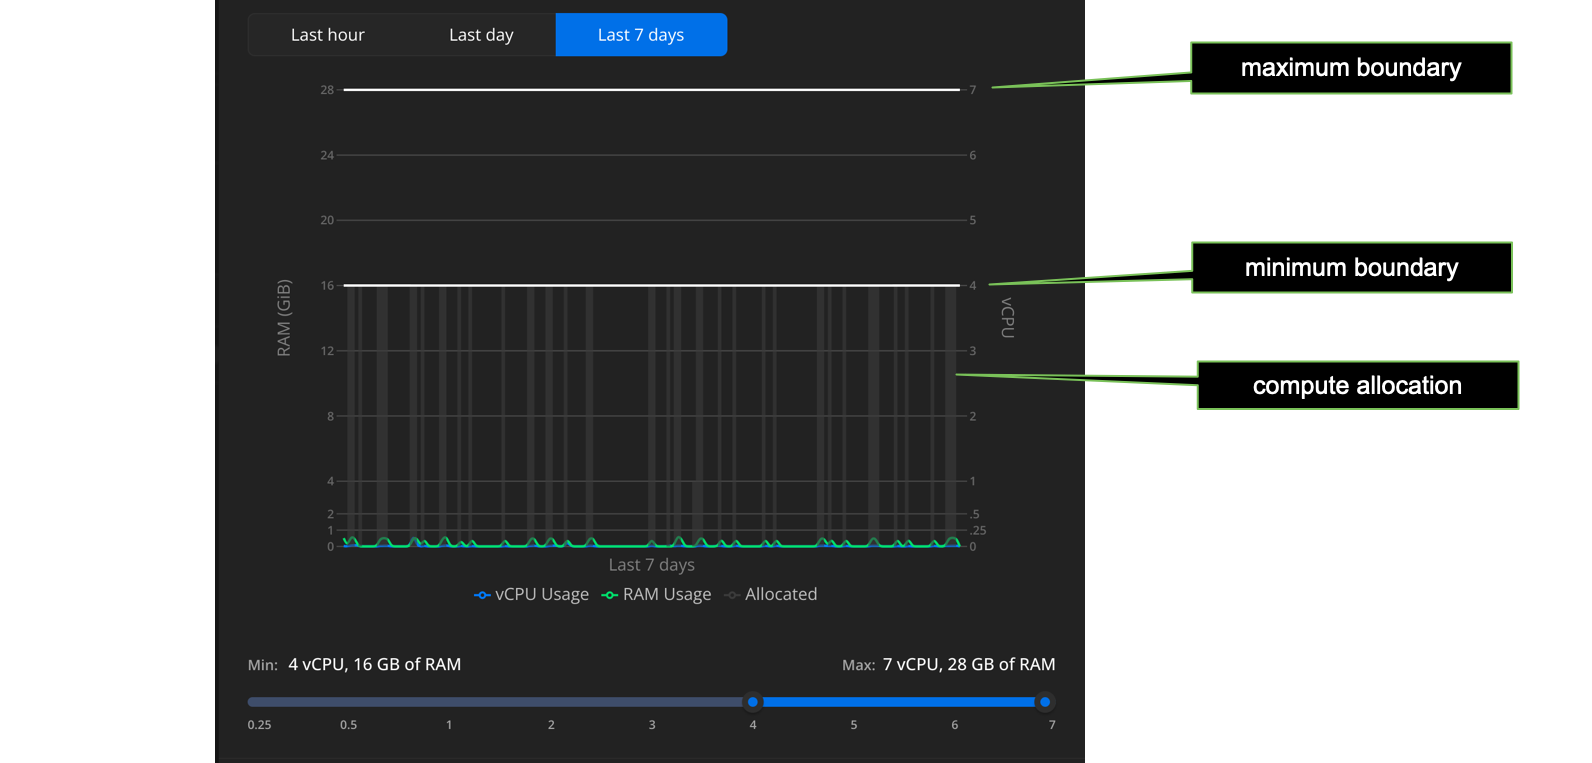 Last hour Last day Last 7 days
maximum boundary
28 7
24 6
20 5
minimum boundary
16 4
RAM (GiB)
vCPU
12 3
compute allocation
8 2
4 1
2 .5
1 .25
0 0
Last 7 days
vCPU Usage RAM Usage Allocated
Min: 4 vCPU, 16 GB of RAM Max: 7 vCPU, 28 GB of RAM
0.25 0.5 1 2 3 4 5 6 7